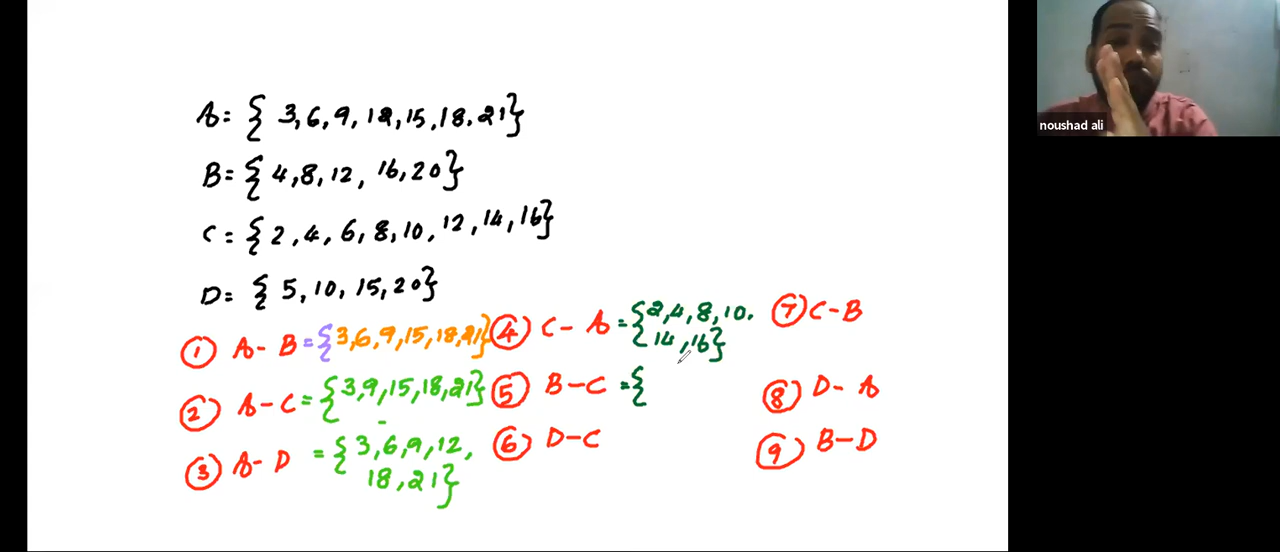 A= { 3,6,9,12,15,18,21}
B= { 4,8,12, 16,20}
C= { 2,4,6,8,10,12,14,16}
D= { 5,10,15,20}
① A-B={3,6,9,15,18,21}
② A-C={3,9,15,18,21}
③ A-D ={3,6,9,12,
18,21}
④ C-A={2,4,8,10.
14,16}
⑤ B-C={
⑥ D-C
⑦ C-B
⑧ D-A
⑨ B-D
noushad ali